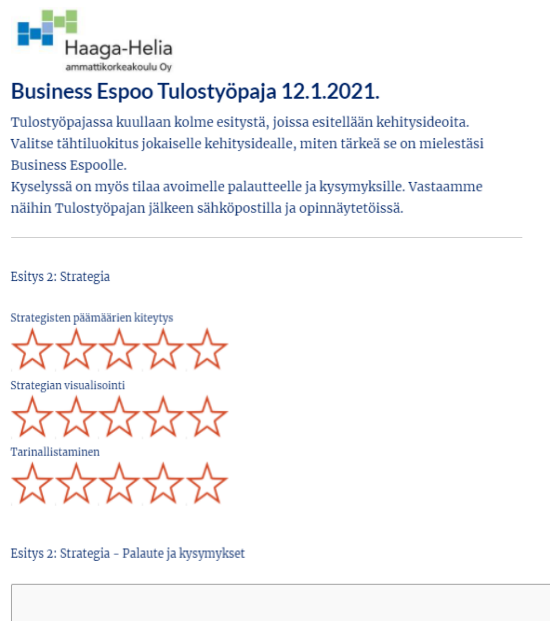 Haaga-Helia
ammattikorkeakoulu Oy
Business Espoo Tulostyöpaja 12.1.2021.
Tulostyöpajassa kuullaan kolme esitystä, joissa esitellään kehitysideoita.
Valitse tähtiluokitus jokaiselle kehitysidealle, miten tärkeä se on mielestäsi
Business Espoolle.
Kyselyssä on myös tilaa avoimelle palautteelle ja kysymyksille. Vastaamme
näihin Tulostyöpajan jälkeen sähköpostilla ja opinnäytetöissä.
Esitys 2: Strategia
Strategisten päämäärien kiteytys
Strategian visualisointi
Tarinallistaminen
Esitys 2: Strategia - Palaute ja kysymykset